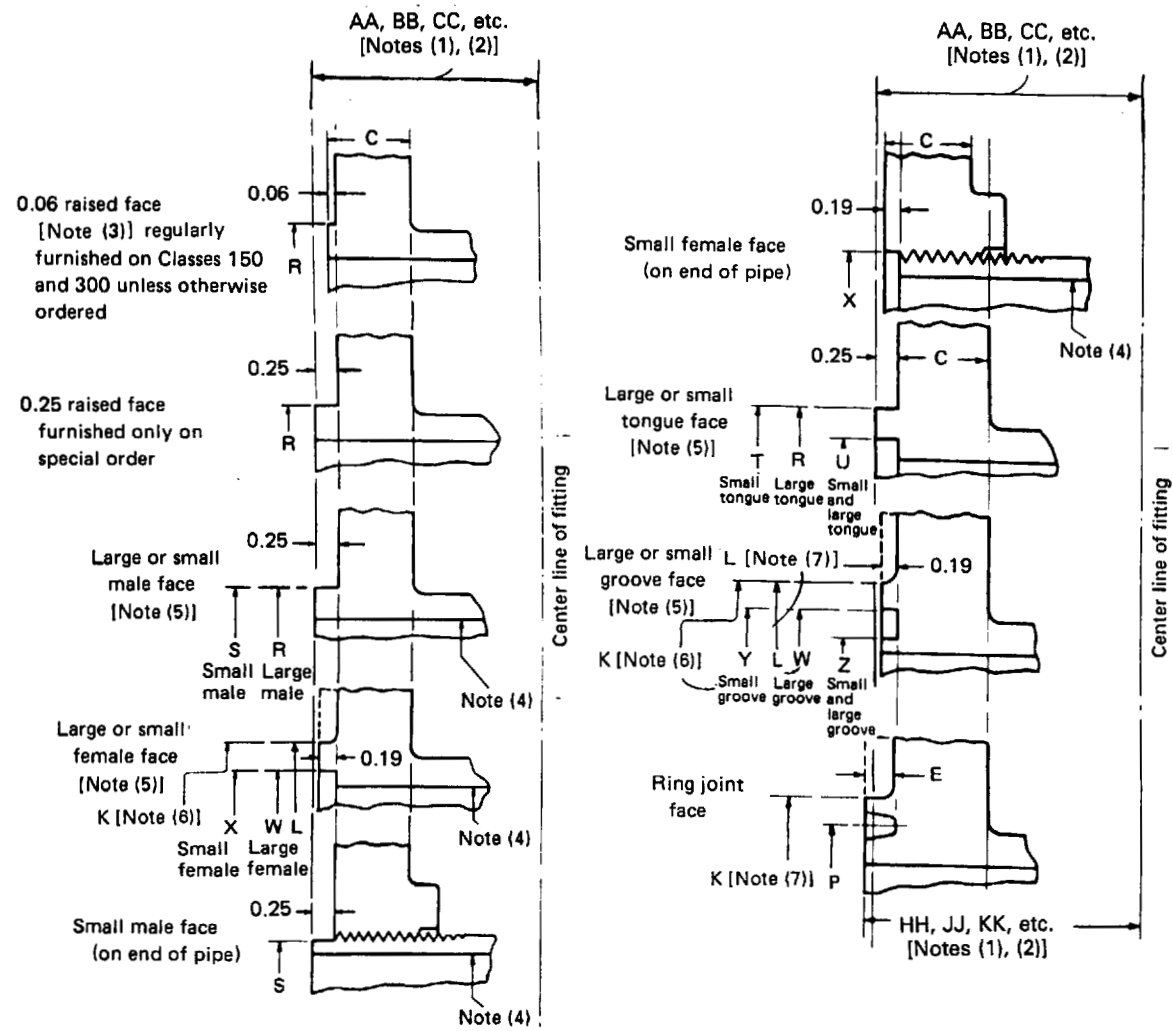 AA, BB, CC, etc.
[Notes (1), (2)]
C
0.06
0.06 raised face
[Note (3)] regularly
furnished on Classes 150
and 300 unless otherwise
ordered
R
0.25
0.25 raised face
furnished only on
special order
R
0.25
Large or small
male face
[Note (5)]
S
R
Small Large
male male
Note (4)
Large or small
female face
[Note (5)]
0.19
K [Note (6)]
X
W
L
Small Large
female female
Note (4)
0.25
Small male face
(on end of pipe)
S
Note (4)
Center line of fitting
AA, BB, CC, etc.
[Notes (1), (2)]
C
0.19
Small female face
(on end of pipe)
X
Note (4)
0.25
C
Large or small
tongue face
[Note (5)]
T
R
U
Small Large Small
tongue tongue and
large
tongue
Large or small
groove face
[Note (5)]
L [Note (7)]
0.19
K [Note (6)]
Y
L
W
Z
Small Large Small
groove groove and
large
groove
Ring joint
face
E
K [Note (7)]
P
HH, JJ, KK, etc.
[Notes (1), (2)]
Center line of fitting